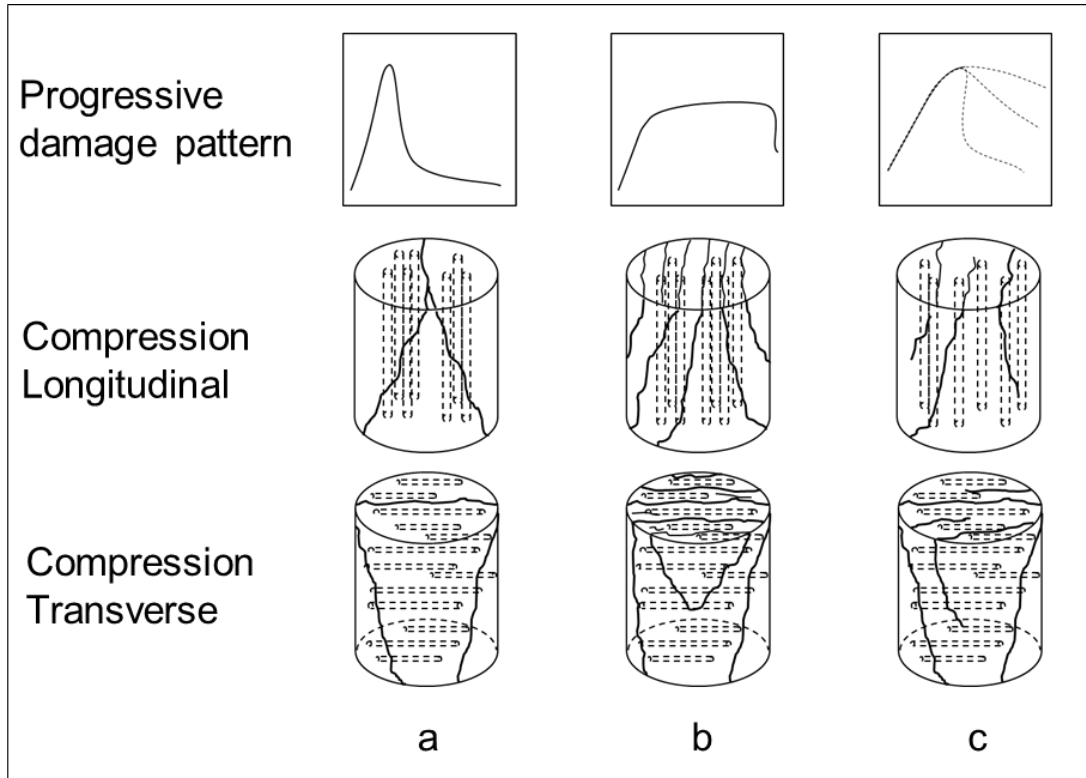 Progressive
damage pattern
Compression
Longitudinal
Compression
Transverse
a
b
c